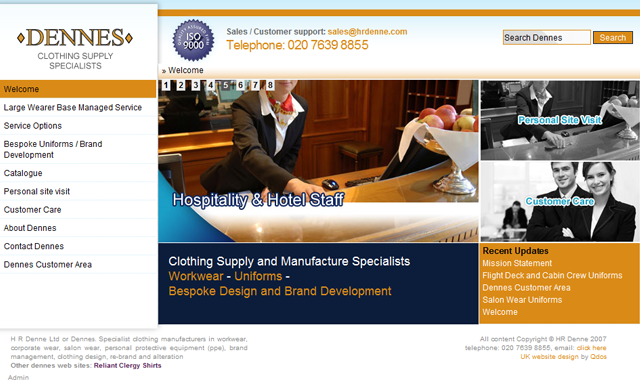 DENNES
CLOTHING SUPPLY
SPECIALISTS
QUALITY ASSURED
ISO
9000
Sales / Customer support: sales@hrdenne.com
Telephone: 020 7639 8855
Search Dennes
Search
» Welcome
Welcome
Large Wearer Base Managed Service
Service Options
Bespoke Uniforms / Brand
Development
Catalogue
Personal site visit
Customer Care
About Dennes
Contact Dennes
Dennes Customer Area
1 2 3 4 5 6 7 8
Hospitality & Hotel Staff
Personal Site Visit
Customer Care
Clothing Supply and Manufacture Specialists
Workwear - Uniforms -
Bespoke Design and Brand Development
Recent Updates
Mission Statement
Flight Deck and Cabin Crew Uniforms
Dennes Customer Area
Salon Wear Uniforms
Welcome
H R Denne Ltd or Dennes. Specialist clothing manufacturers in workwear,
corporate wear, salon wear, personal protective equipment (ppe), brand
management, clothing design, re-brand and alteration
Other dennes web sites: Reliant Clergy Shirts
Admin
All content Copyright © HR Denne 2007
telephone: 020 7639 8855, email: click here
UK website design by Qdos